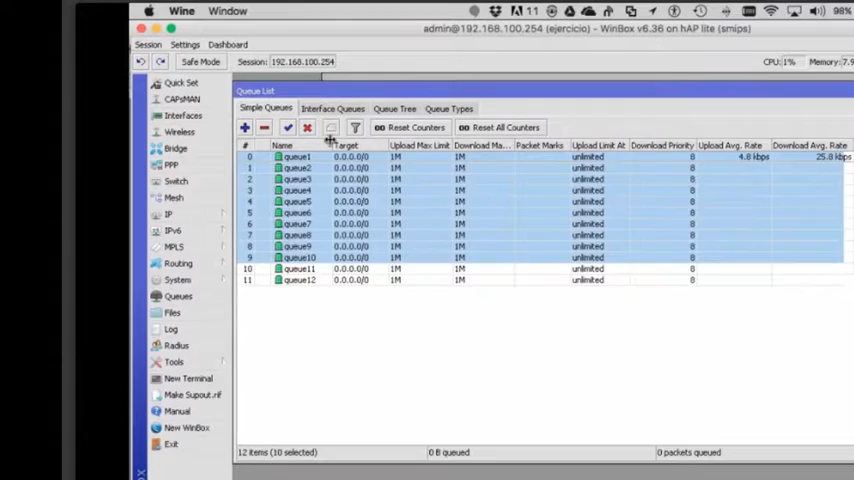 Wine Window 11 98%
admin@192.168.100.254 (ejercicio) - WinBox v6.36 on hAP lite (smips)
Session Settings Dashboard
Safe Mode Session: 192.168.100.254 CPU: 1% Memory: 7.9
Quick Set
CAPsMAN
Interfaces
Wireless
Bridge
PPP
Switch
Mesh
IP
IPv6
MPLS
Routing
System
Queues
Files
Log
Radius
Tools
New Terminal
Make Supout.rif
Manual
New WinBox
Exit
Queue List
Simple Queues Interface Queues Queue Tree Queue Types
Reset Counters Reset All Counters
# Name Target Upload Max Limit Download Ma... Packet Marks Upload Limit At Download Priority Upload Avg. Rate Download Avg. Rate
0 queue1 0.0.0.0/0 1M 1M unlimited 8 4.8 kbps 25.8 kbps
1 queue2 0.0.0.0/0 1M 1M unlimited 8
2 queue3 0.0.0.0/0 1M 1M unlimited 8
3 queue4 0.0.0.0/0 1M 1M unlimited 8
4 queue5 0.0.0.0/0 1M 1M unlimited 8
5 queue6 0.0.0.0/0 1M 1M unlimited 8
6 queue7 0.0.0.0/0 1M 1M unlimited 8
7 queue8 0.0.0.0/0 1M 1M unlimited 8
8 queue9 0.0.0.0/0 1M 1M unlimited 8
9 queue10 0.0.0.0/0 1M 1M unlimited 8
10 queue11 0.0.0.0/0 1M 1M unlimited 8
11 queue12 0.0.0.0/0 1M 1M unlimited 8
12 items (10 selected) 0 B queued 0 packets queued